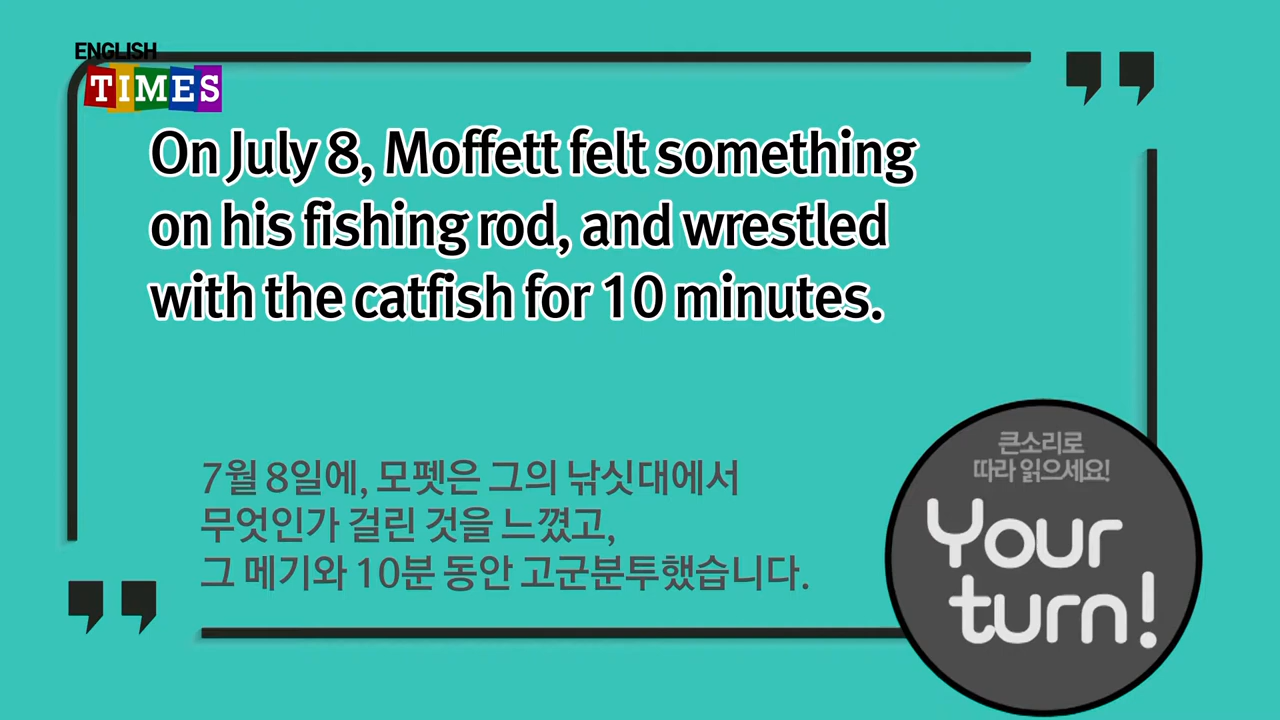 ENGLISH
TIMES
On July 8, Moffett felt something
on his fishing rod, and wrestled
with the catfish for 10 minutes.
7월 8일에, 모펫은 그의 낚싯대에서
무엇인가 걸린 것을 느꼈고,
그 메기와 10분 동안 고군분투했습니다.
큰소리로
따라 읽으세요!
Your
turn!